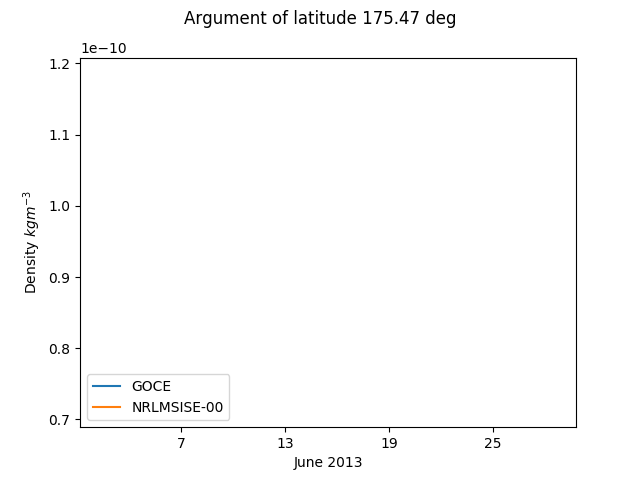 Argument of latitude 175.47 deg
1e−10
1.2
1.1
1.0
0.9
0.8
0.7
Density kgm⁻³
GOCE
NRLMSISE-00
7 13 19 25
June 2013